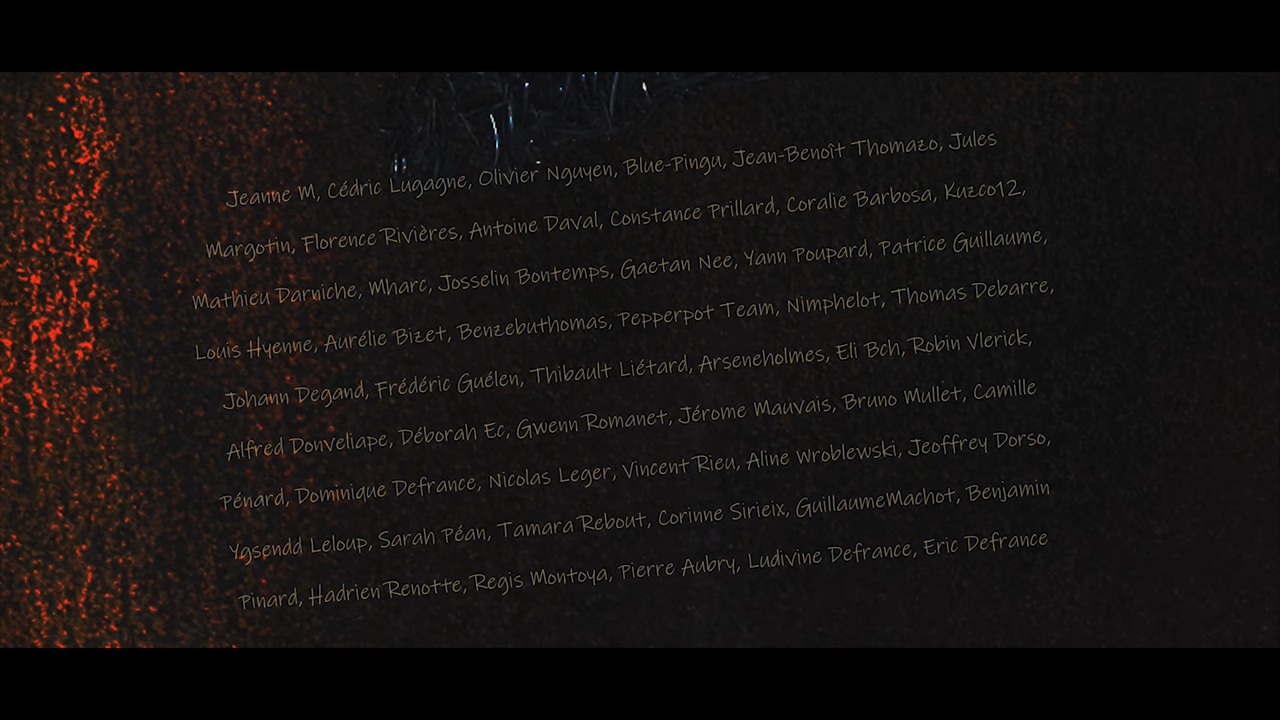 Jeanne M, Cédric Lugagne, Olivier Nguyen, Blue-Pingu, Jean-Benoît Thomazo, Jules
Margotin, Florence Rivières, Antoine Daval, Constance Prillard, Coralie Barbosa, Kuzco12,
Mathieu Darniche, Mharc, Josselin Bontemps, Gaetan Nee, Yann Poupard, Patrice Guillaume,
Louis Hyenne, Aurélie Bizet, Benzebuthomas, Pepperpot Team, Nimphelot, Thomas Debarre,
Johann Degand, Frédéric Guélen, Thibault Liétard, Arseneholmes, Eli Bch, Robin Vlerick,
Alfred Donveliape, Déborah Ec, Gwenn Romanet, Jérome Mauvais, Bruno Mullet, Camille
Pénard, Dominique Defrance, Nicolas Leger, Vincent Rieu, Aline Wroblewski, Jeoffrey Dorso,
Ygsendd Leloup, Sarah Péan, Tamara Rebout, Corinne Sirieix, GuillaumeMachot, Benjamin
Pinard, Hadrien Renotte, Regis Montoya, Pierre Aubry, Ludivine Defrance, Eric Defrance